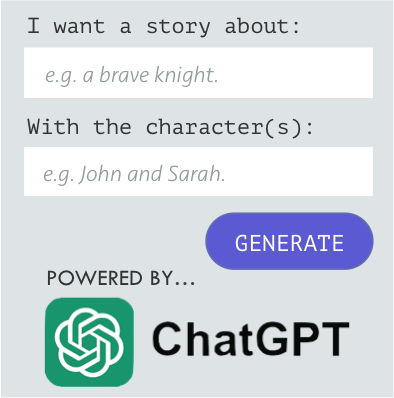 I want a story about:
e.g. a brave knight.
With the character(s):
e.g. John and Sarah.
GENERATE
POWERED BY...
ChatGPT